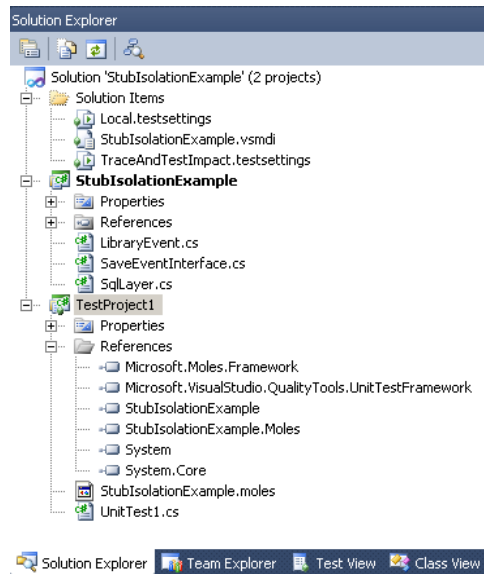 Solution Explorer
Solution 'StubIsolationExample' (2 projects)
Solution Items
Local.testsettings
StubIsolationExample.vsmdi
TraceAndTestImpact.testsettings
StubIsolationExample
Properties
References
LibraryEvent.cs
SaveEventInterface.cs
SqlLayer.cs
TestProject1
Properties
References
Microsoft.Moles.Framework
Microsoft.VisualStudio.QualityTools.UnitTestFramework
StubIsolationExample
StubIsolationExample.Moles
System
System.Core
StubIsolationExample.moles
UnitTest1.cs
Solution Explorer Team Explorer Test View Class View